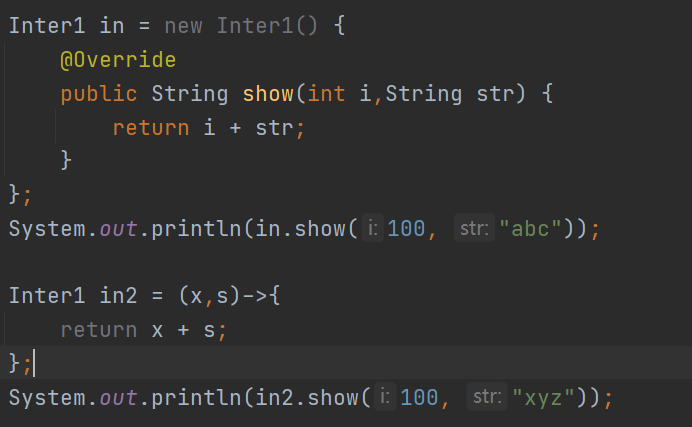 Inter1 in = new Inter1() {
    @Override
    public String show(int i,String str) {
        return i + str;
    }
};
System.out.println(in.show( i: 100,  str: "abc"));

Inter1 in2 = (x,s)->{
    return x + s;
};
System.out.println(in2.show( i: 100,  str: "xyz"));